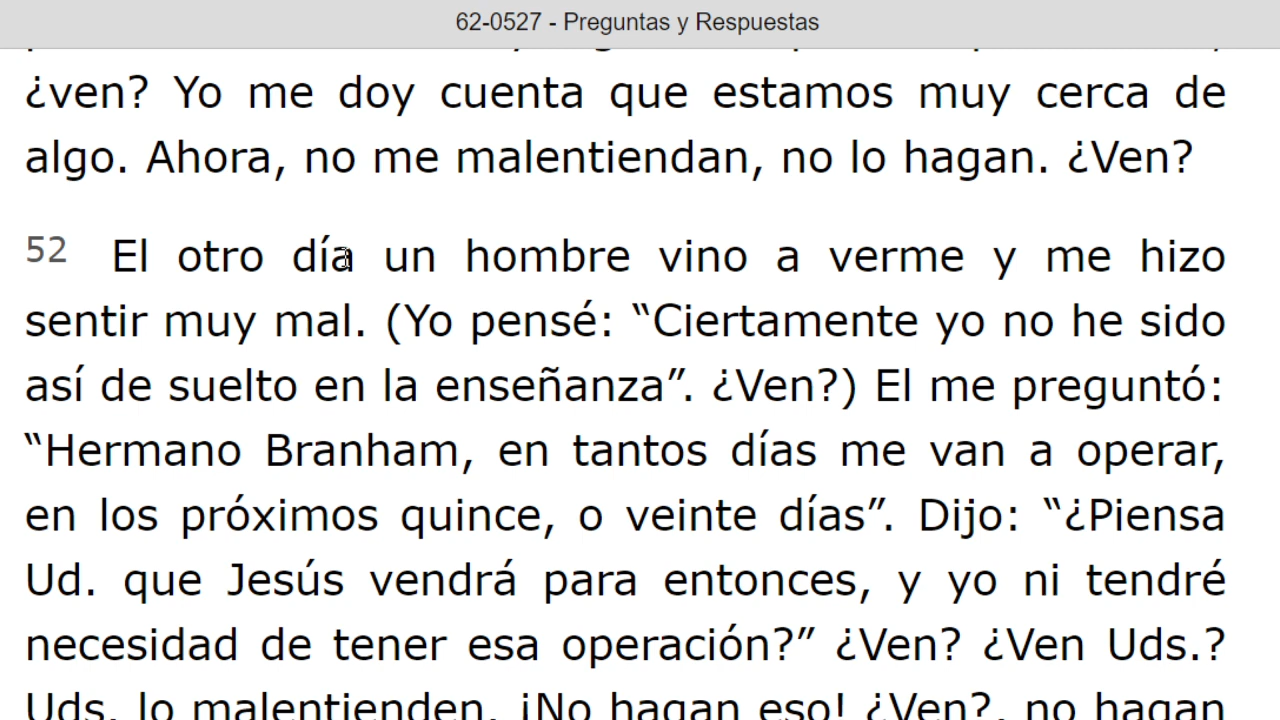 62-0527 - Preguntas y Respuestas
¿ven? Yo me doy cuenta que estamos muy cerca de
algo. Ahora, no me malentiendan, no lo hagan. ¿Ven?
52 El otro día un hombre vino a verme y me hizo
sentir muy mal. (Yo pensé: “Ciertamente yo no he sido
así de suelto en la enseñanza”. ¿Ven?) El me preguntó:
“Hermano Branham, en tantos días me van a operar,
en los próximos quince, o veinte días”. Dijo: “¿Piensa
Ud. que Jesús vendrá para entonces, y yo ni tendré
necesidad de tener esa operación?” ¿Ven? ¿Ven Uds.?
Uds. lo malentienden. ¡No hagan eso! ¿Ven?, no hagan